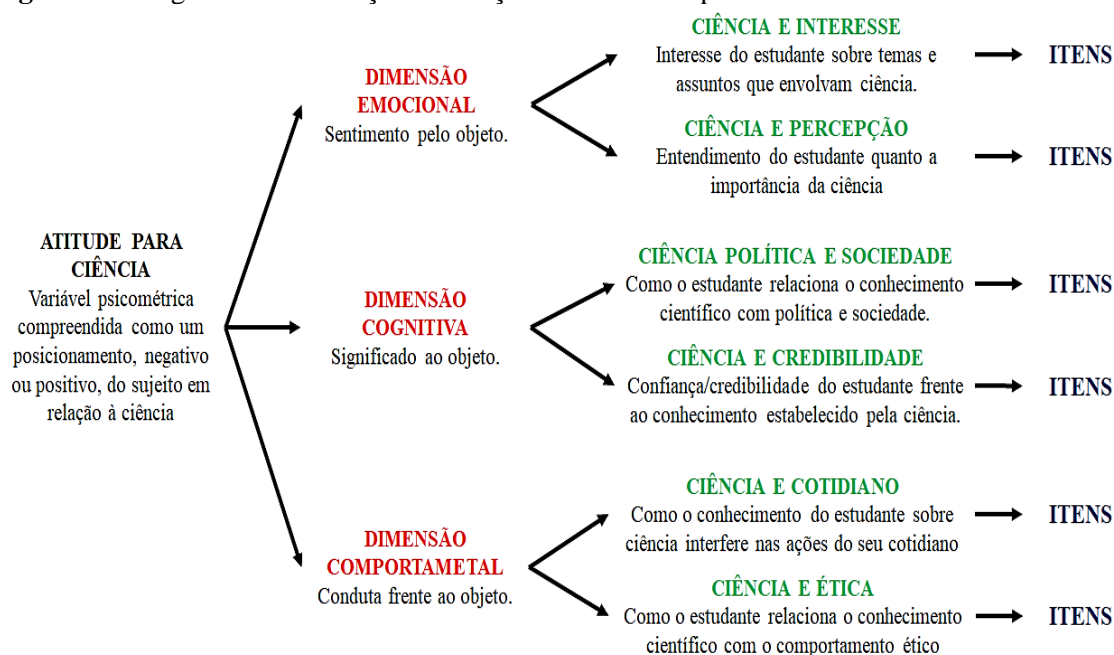 ATITUDE PARA
CIÊNCIA
Variável psicométrica
compreendida como um
posicionamento, negativo
ou positivo, do sujeito em
relação à ciência
DIMENSÃO
EMOCIONAL
Sentimento pelo objeto.
CIÊNCIA E INTERESSE
Interesse do estudante sobre temas e
assuntos que envolvam ciência.
ITENS
CIÊNCIA E PERCEPÇÃO
Entendimento do estudante quanto a
importância da ciência
ITENS
DIMENSÃO
COGNITIVA
Significado ao objeto.
CIÊNCIA POLÍTICA E SOCIEDADE
Como o estudante relaciona o conhecimento
científico com política e sociedade.
ITENS
CIÊNCIA E CREDIBILIDADE
Confiança/credibilidade do estudante frente
ao conhecimento estabelecido pela ciência.
ITENS
DIMENSÃO
COMPORTAMETAL
Conduta frente ao objeto.
CIÊNCIA E COTIDIANO
Como o conhecimento do estudante sobre
ciência interfere nas ações do seu cotidiano
ITENS
CIÊNCIA E ÉTICA
Como o estudante relaciona o conhecimento
científico com o comportamento ético
ITENS